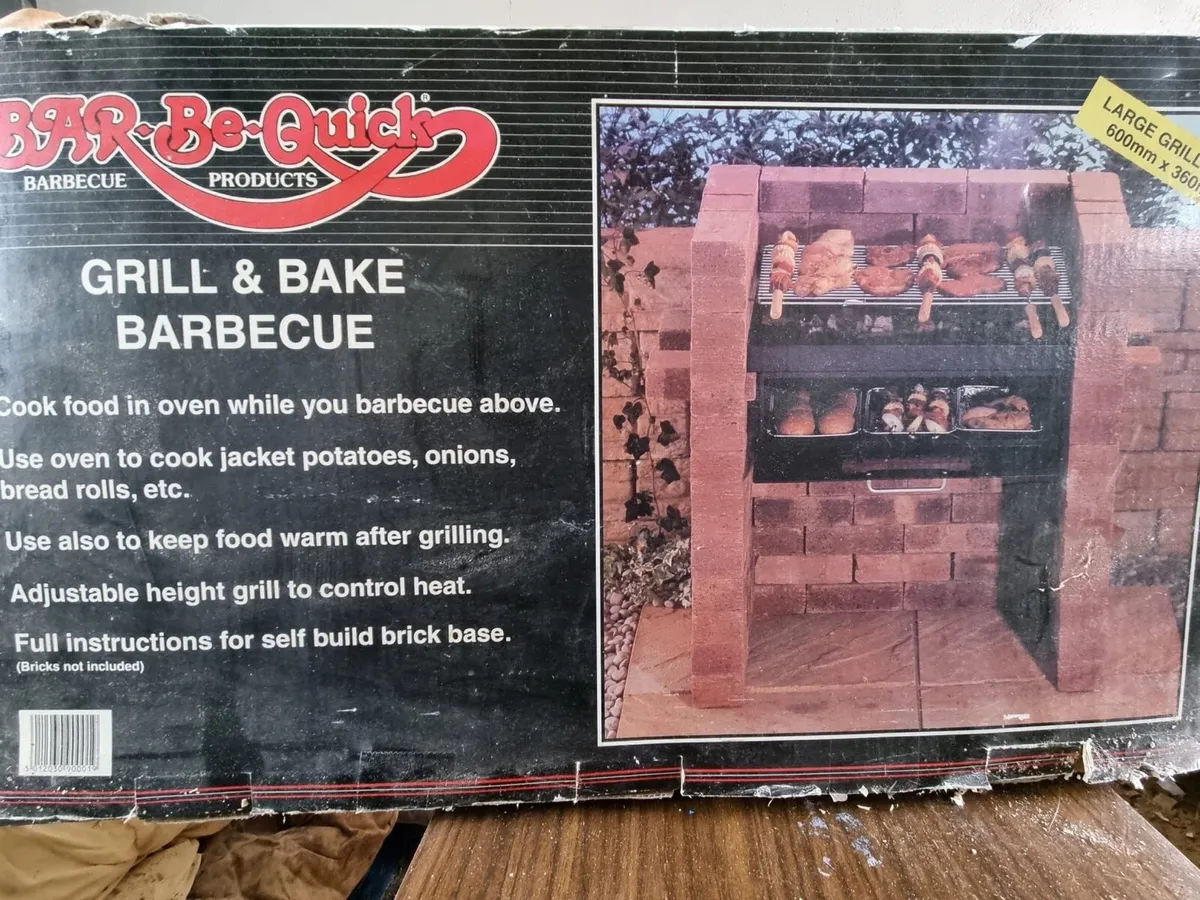 BAR·Be·Quick®
BARBECUE PRODUCTS
GRILL & BAKE
BARBECUE
Cook food in oven while you barbecue above.
Use oven to cook jacket potatoes, onions,
bread rolls, etc.
Use also to keep food warm after grilling.
Adjustable height grill to control heat.
Full instructions for self build brick base.
(Bricks not included)
LARGE GRILL
600mm x 360